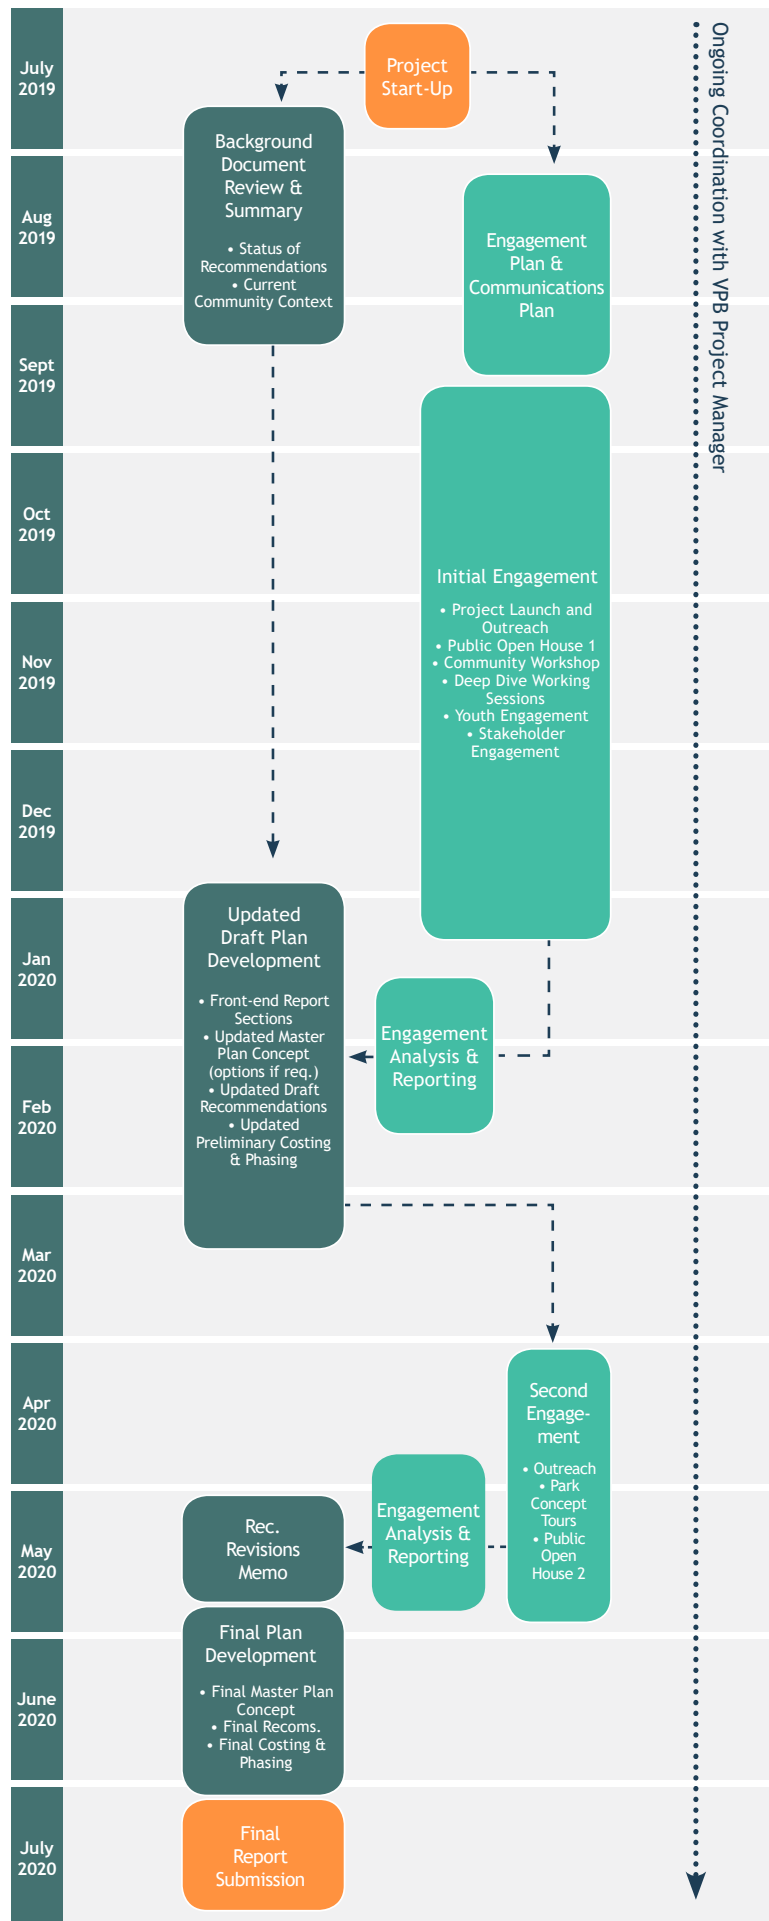 July
2019
Project
Start-Up
Ongoing Coordination with VPB Project Manager
Background
Document
Review &
Summary
• Status of
Recommendations
• Current
Community Context
Aug
2019
Engagement
Plan &
Communications
Plan
Sept
2019
Oct
2019
Initial Engagement
• Project Launch and
Outreach
• Public Open House 1
• Community Workshop
• Deep Dive Working
Sessions
• Youth Engagement
• Stakeholder
Engagement
Nov
2019
Dec
2019
Updated
Draft Plan
Development
• Front-end Report
Sections
• Updated Master
Plan Concept
(options if req.)
• Updated Draft
Recommendations
• Updated
Preliminary Costing
& Phasing
Jan
2020
Engagement
Analysis &
Reporting
Feb
2020
Mar
2020
Apr
2020
Second
Engage-
ment
• Outreach
• Park
Concept
Tours
• Public
Open
House 2
Engagement
Analysis &
Reporting
May
2020
Rec.
Revisions
Memo
Final Plan
Development
• Final Master Plan
Concept
• Final Recoms.
• Final Costing &
Phasing
June
2020
July
2020
Final
Report
Submission